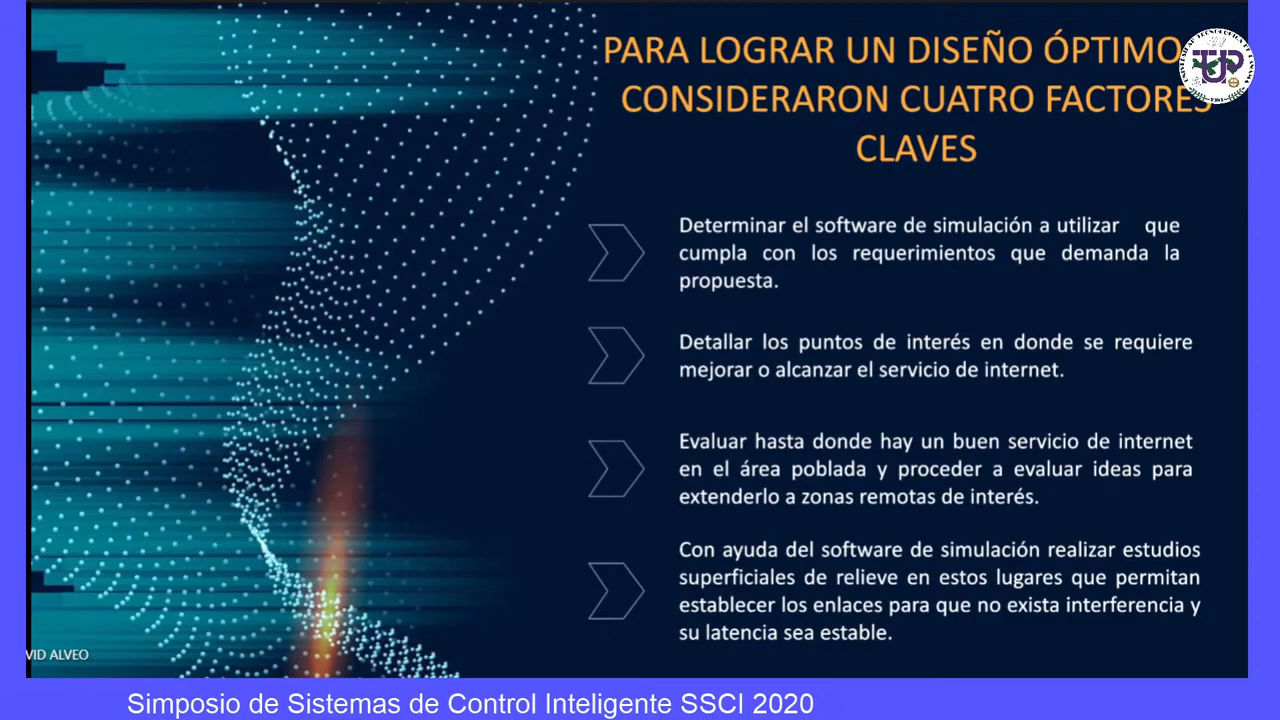 PARA LOGRAR UN DISEÑO ÓPTIMO
CONSIDERARON CUATRO FACTORES
CLAVES
Determinar el software de simulación a utilizar que
cumpla con los requerimientos que demanda la
propuesta.
Detallar los puntos de interés en donde se requiere
mejorar o alcanzar el servicio de internet.
Evaluar hasta donde hay un buen servicio de internet
en el área poblada y proceder a evaluar ideas para
extenderlo a zonas remotas de interés.
Con ayuda del software de simulación realizar estudios
superficiales de relieve en estos lugares que permitan
establecer los enlaces para que no exista interferencia y
su latencia sea estable.
VID ALVEO
Simposio de Sistemas de Control Inteligente SSCI 2020